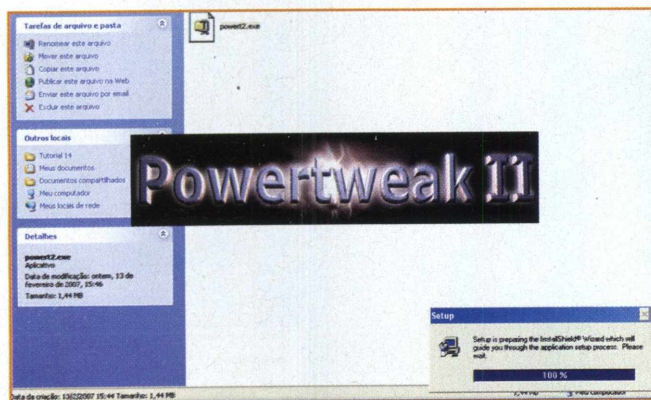 Tarefas de arquivo e pasta
Renomear este arquivo
Mover este arquivo
Copiar este arquivo
Publicar este arquivo na Web
Enviar este arquivo por email
Excluir este arquivo
Outros locais
Tutorial 14
Meus documentos
Documentos compartilhados
Meu computador
Meus locais de rede
Detalhes
powert2.exe
Aplicativo
Data de modificação: ontem, 13 de
fevereiro de 2007, 15:46
Tamanho: 1,44 MB
powert2.exe
Powertweak II
Setup
Setup is preparing the InstallShield® Wizard which will
guide you through the application setup process. Please
wait.
100 %
Data da criação: 13/2/2007 15:44 Tamanho: 1,44 MB
1,44 MB
Meu computador